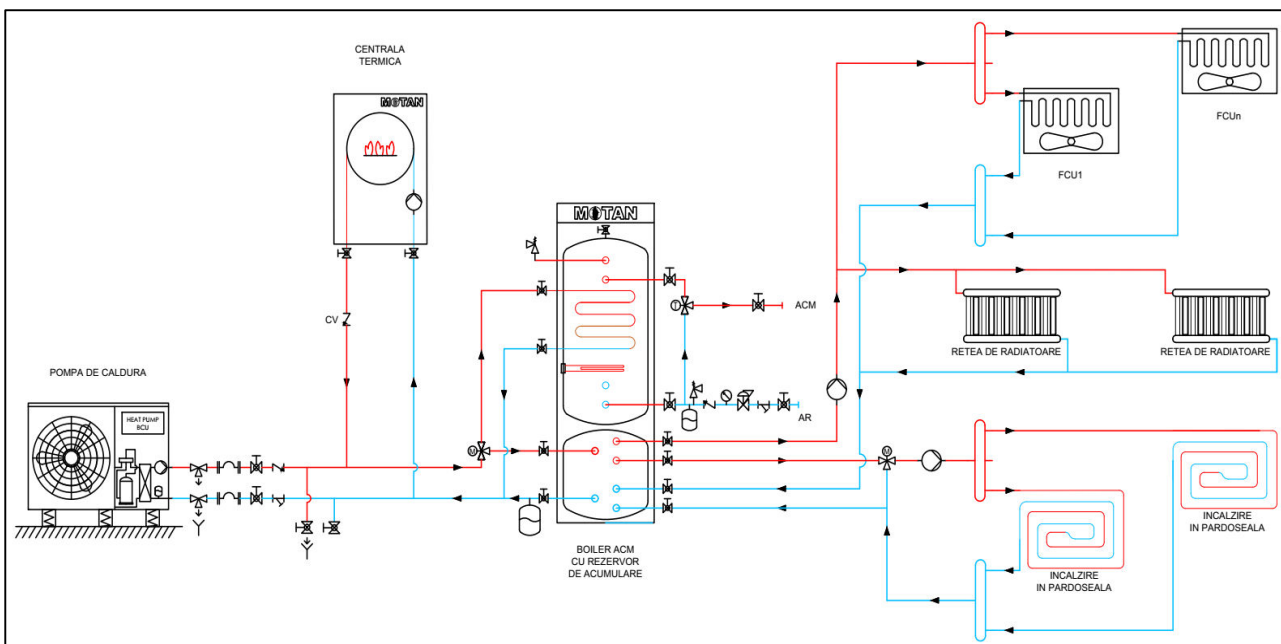 CENTRALA
TERMICA
MOTAN
FCUn
FCU1
MOTAN
CV
T
ACM
RETEA DE RADIATOARE
RETEA DE RADIATOARE
POMPA DE CALDURA
HEAT PUMP
BCU
AR
M
M
INCALZIRE
IN PARDOSEALA
BOILER ACM
CU REZERVOR
DE ACUMULARE
INCALZIRE
IN PARDOSEALA